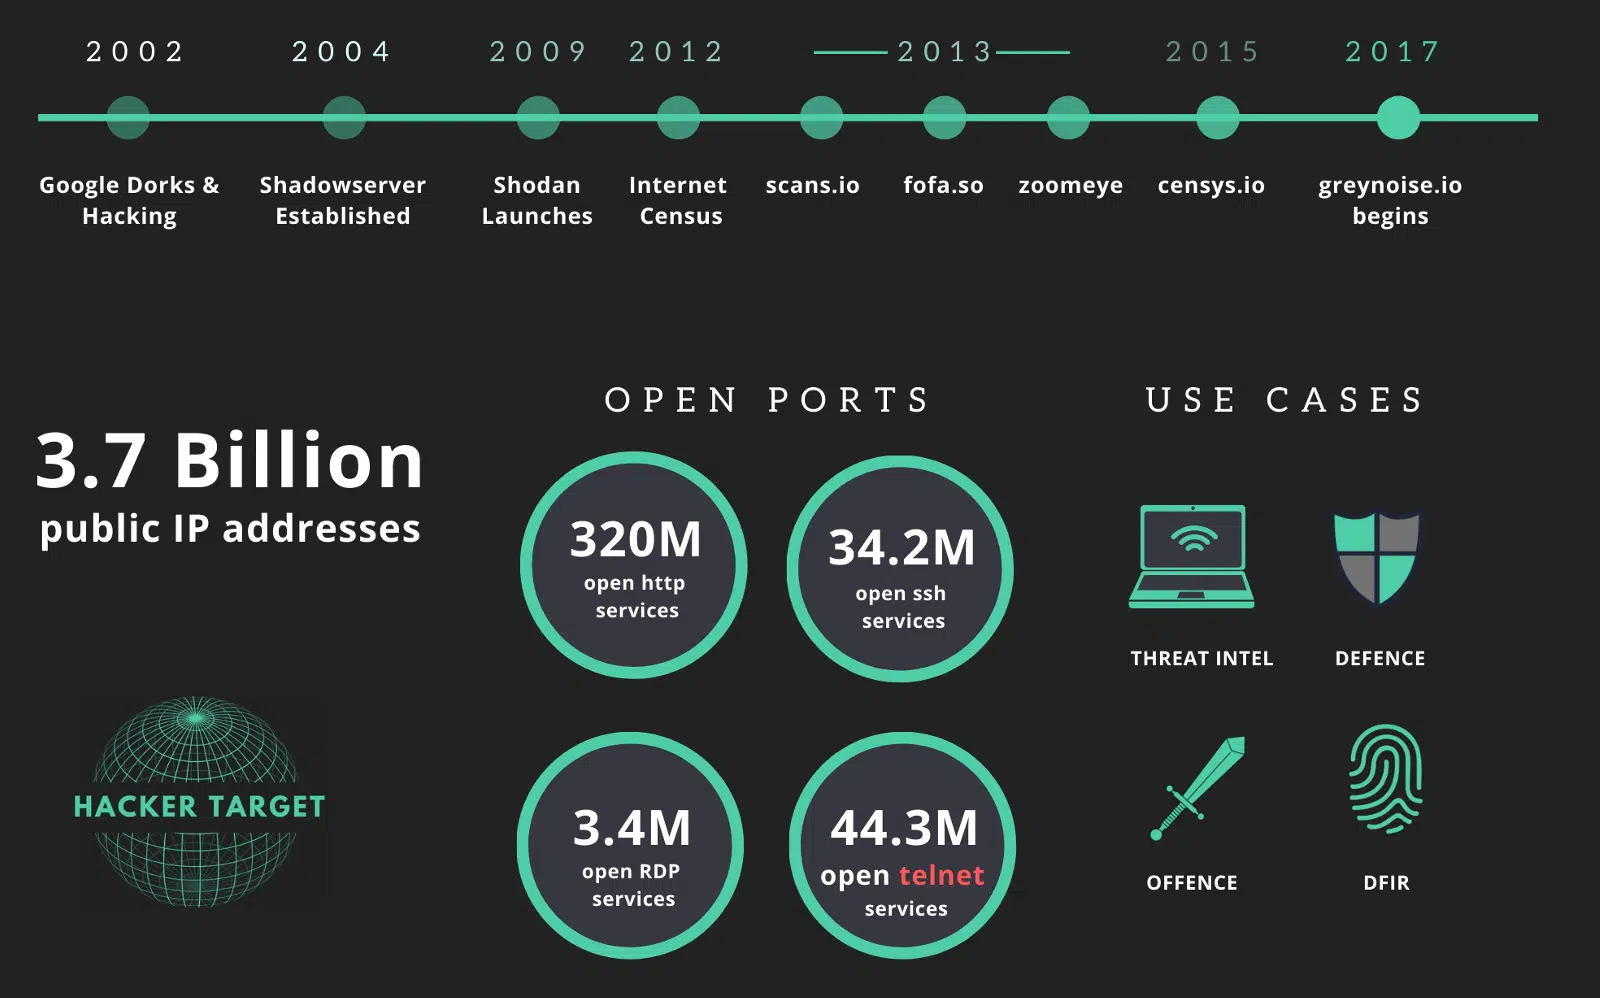 2002 2004 2009 2012 2013 2015 2017
Google Dorks &
Hacking
Shadowserver
Established
Shodan
Launches
Internet
Census
scans.io
fofa.so
zoomeye
censys.io
greynoise.io
begins
3.7 Billion
public IP addresses
HACKER TARGET
OPEN PORTS
320M
open http
services
34.2M
open ssh
services
3.4M
open RDP
services
44.3M
open telnet
services
USE CASES
THREAT INTEL
DEFENCE
OFFENCE
DFIR